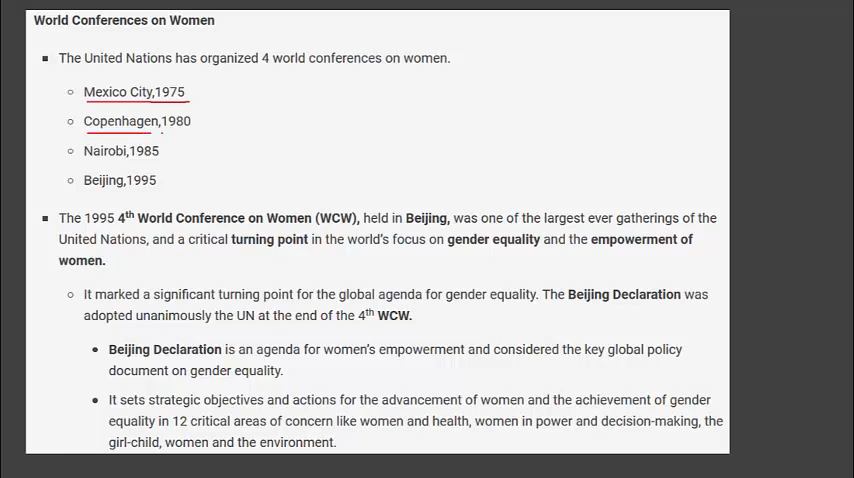 World Conferences on Women
▪ The United Nations has organized 4 world conferences on women.
○ Mexico City,1975
○ Copenhagen,1980
○ Nairobi,1985
○ Beijing,1995
▪ The 1995 4th World Conference on Women (WCW), held in Beijing, was one of the largest ever gatherings of the
United Nations, and a critical turning point in the world's focus on gender equality and the empowerment of
women.
○ It marked a significant turning point for the global agenda for gender equality. The Beijing Declaration was
adopted unanimously the UN at the end of the 4th WCW.
• Beijing Declaration is an agenda for women's empowerment and considered the key global policy
document on gender equality.
• It sets strategic objectives and actions for the advancement of women and the achievement of gender
equality in 12 critical areas of concern like women and health, women in power and decision-making, the
girl-child, women and the environment.